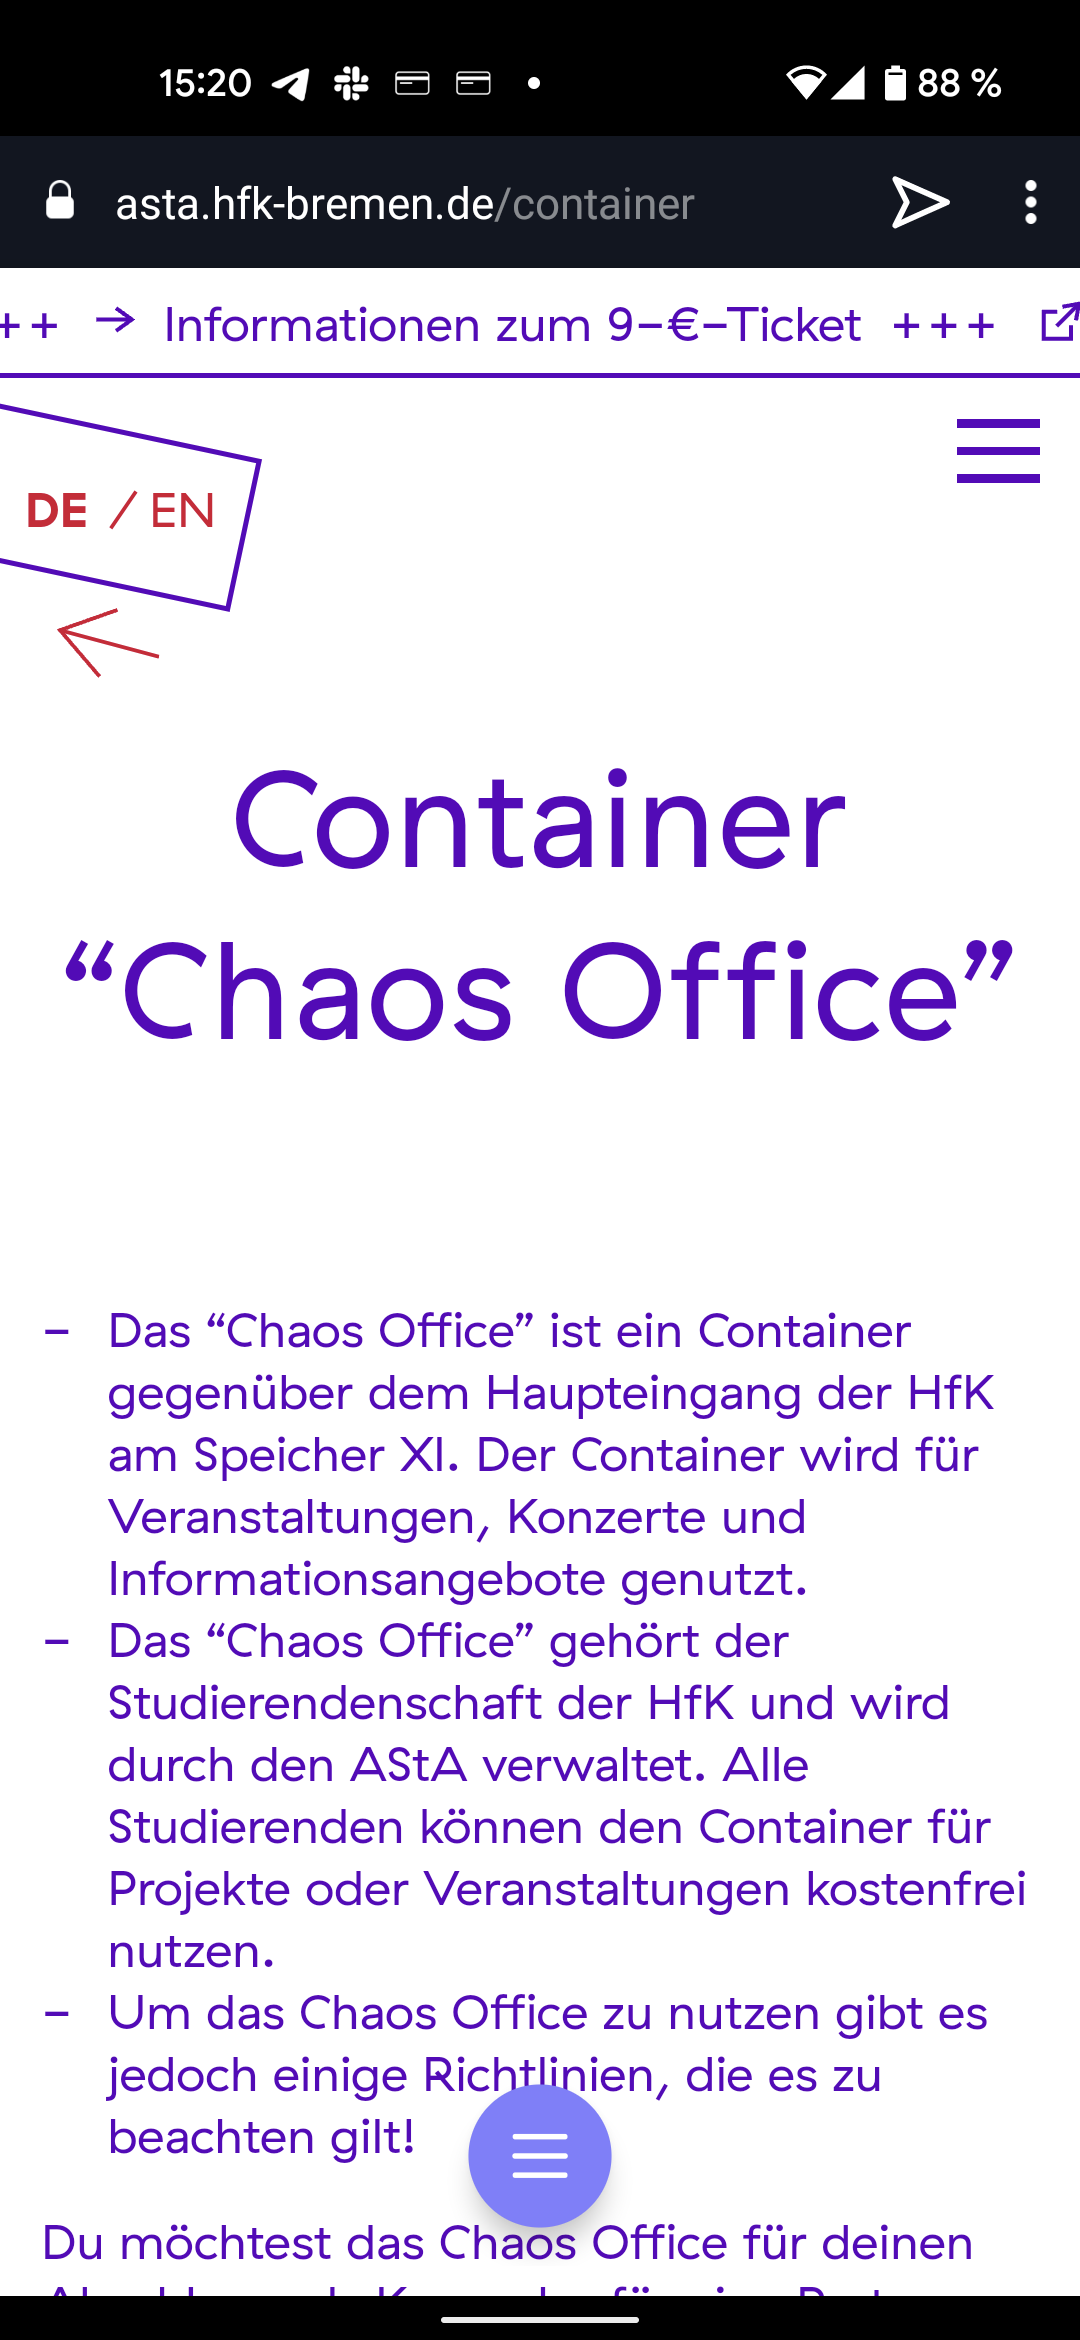 15:20
88 %
asta.hfk-bremen.de/container
++ → Informationen zum 9-€-Ticket +++
DE / EN
Container
“Chaos Office”
– Das “Chaos Office” ist ein Container
gegenüber dem Haupteingang der HfK
am Speicher XI. Der Container wird für
Veranstaltungen, Konzerte und
Informationsangebote genutzt.
– Das “Chaos Office” gehört der
Studierendenschaft der HfK und wird
durch den AStA verwaltet. Alle
Studierenden können den Container für
Projekte oder Veranstaltungen kostenfrei
nutzen.
– Um das Chaos Office zu nutzen gibt es
jedoch einige Richtlinien, die es zu
beachten gilt!
Du möchtest das Chaos Office für deinen